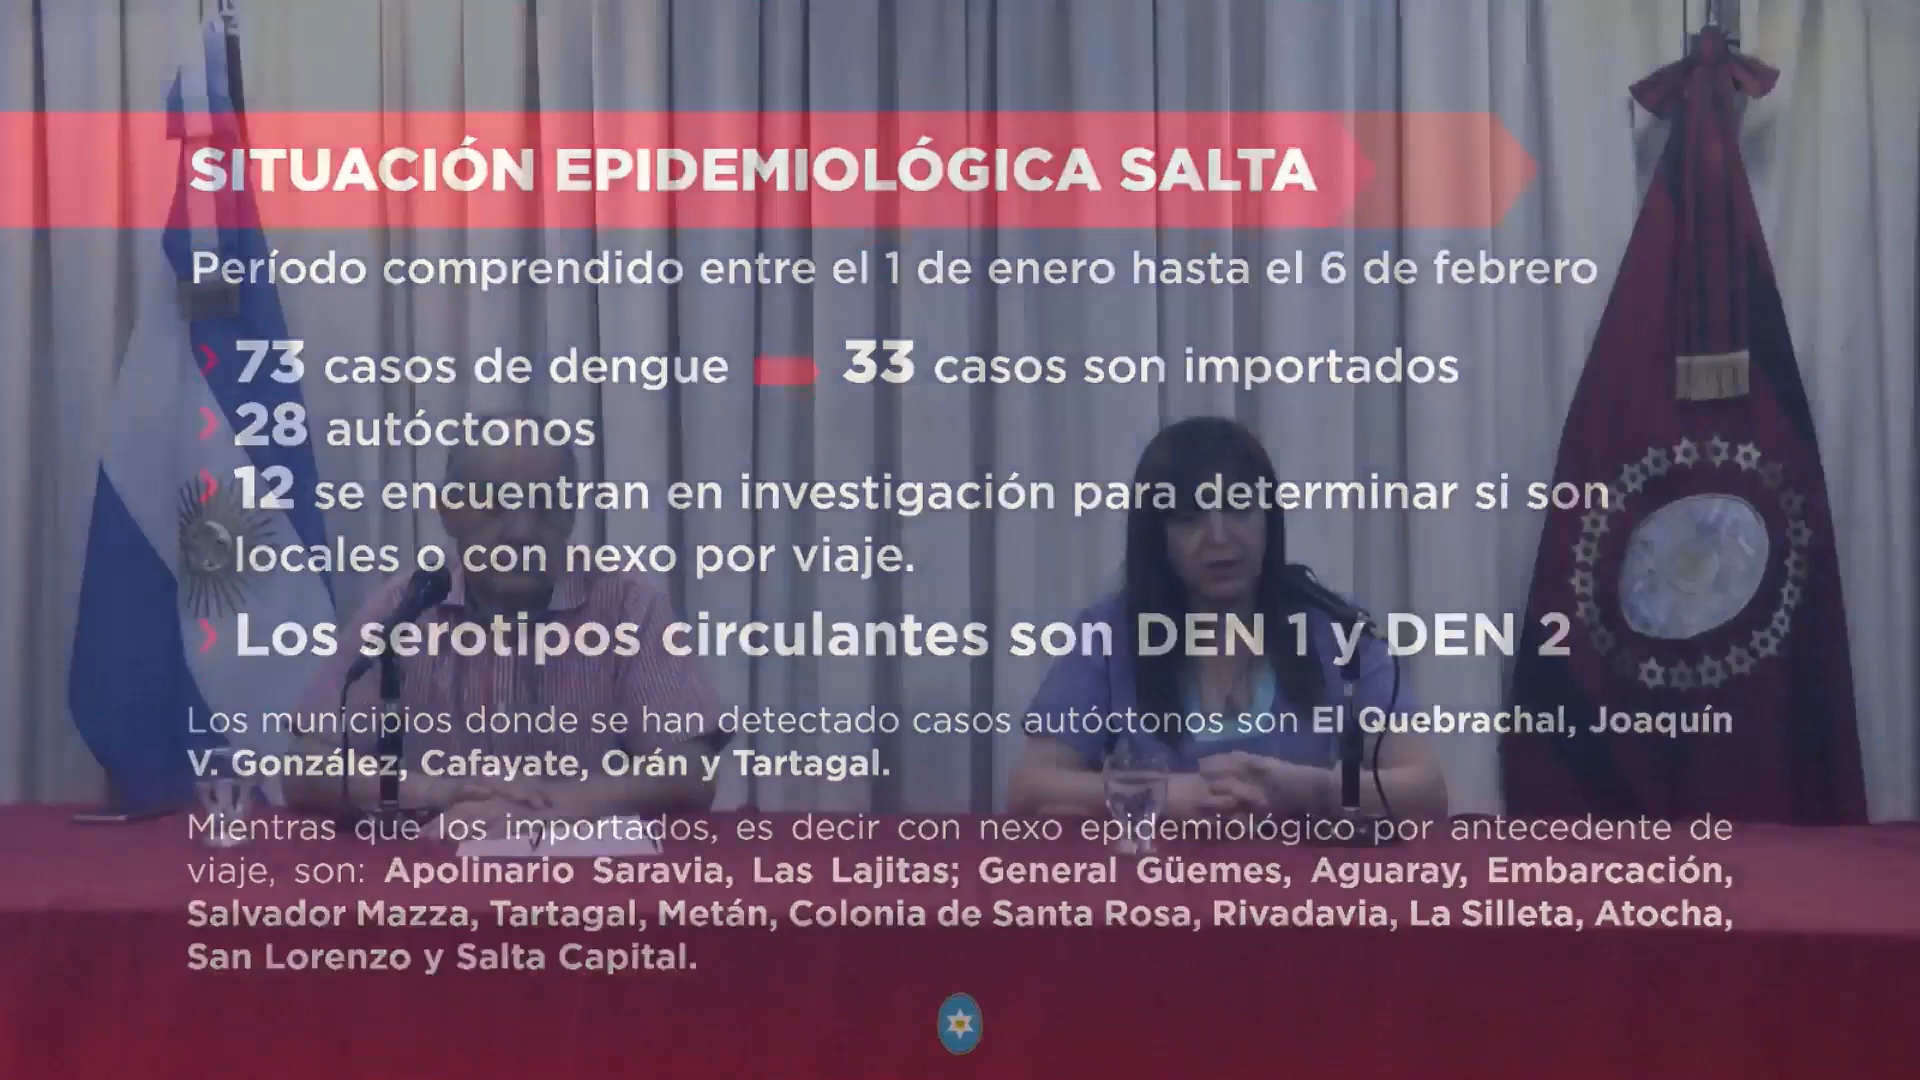 SITUACIÓN EPIDEMIOLÓGICA SALTA
Período comprendido entre el 1 de enero hasta el 6 de febrero
73 casos de dengue 33 casos son importados
28 autóctonos
12 se encuentran en investigación para determinar si son
locales o con nexo por viaje.
Los serotipos circulantes son DEN 1 y DEN 2
Los municipios donde se han detectado casos autóctonos son El Quebrachal, Joaquín
V. González, Cafayate, Orán y Tartagal.
Mientras que los importados, es decir con nexo epidemiológico por antecedente de
viaje, son: Apolinario Saravia, Las Lajitas; General Güemes, Aguaray, Embarcación,
Salvador Mazza, Tartagal, Metán, Colonia de Santa Rosa, Rivadavia, La Silleta, Atocha,
San Lorenzo y Salta Capital.